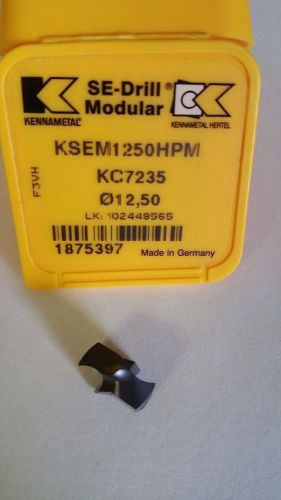 SE-Drill®
Modular
KENNAMETAL
KENNAMETAL HERTEL
KSEM1250HPM
F3VH
KC7235
Ø12,50
LK: 102449565
1875397
Made in Germany